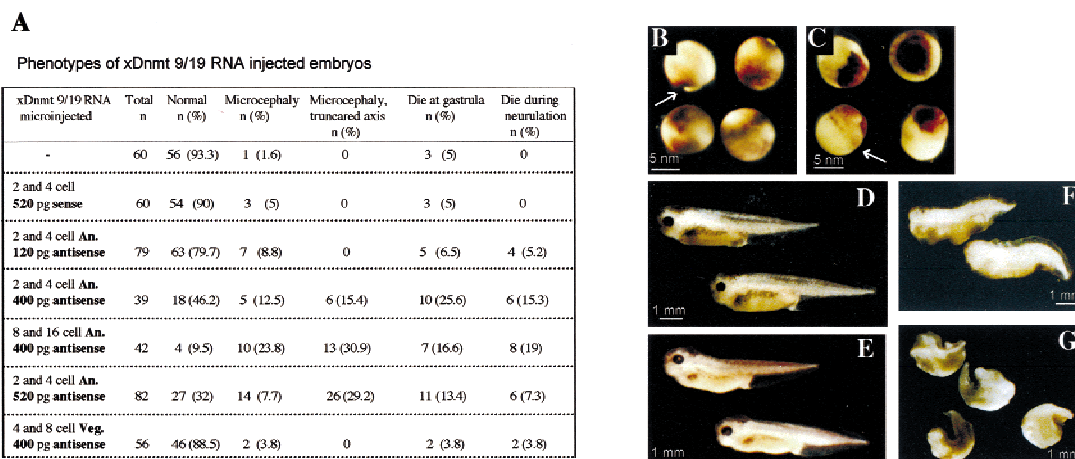 A
Phenotypes of xDnmt 9/19 RNA injected embryos
xDnmt 9/19 RNA Total Normal Microcephaly Microcephaly, Die at gastrula Die during
microinjected n n (%) n (%) truncared axis n (%) neurulation
n (%) n (%)
- 60 56 (93.3) 1 (1.6) 0 3 (5) 0
2 and 4 cell
520 pg sense 60 54 (90) 3 (5) 0 3 (5) 0
2 and 4 cell An.
120 pg antisense 79 63 (79.7) 7 (8.8) 0 5 (6.5) 4 (5.2)
2 and 4 cell An.
400 pg antisense 39 18 (46.2) 5 (12.5) 6 (15.4) 10 (25.6) 6 (15.3)
8 and 16 cell An.
400 pg antisense 42 4 (9.5) 10 (23.8) 13 (30.9) 7 (16.6) 8 (19)
2 and 4 cell An.
520 pg antisense 82 27 (32) 14 (7.7) 26 (29.2) 11 (13.4) 6 (7.3)
4 and 8 cell Veg.
400 pg antisense 56 46 (88.5) 2 (3.8) 0 2 (3.8) 2 (3.8)
B
5 nm
C
5 nm
D
1 mm
F
1 mm
E
1 mm
G
1 mm